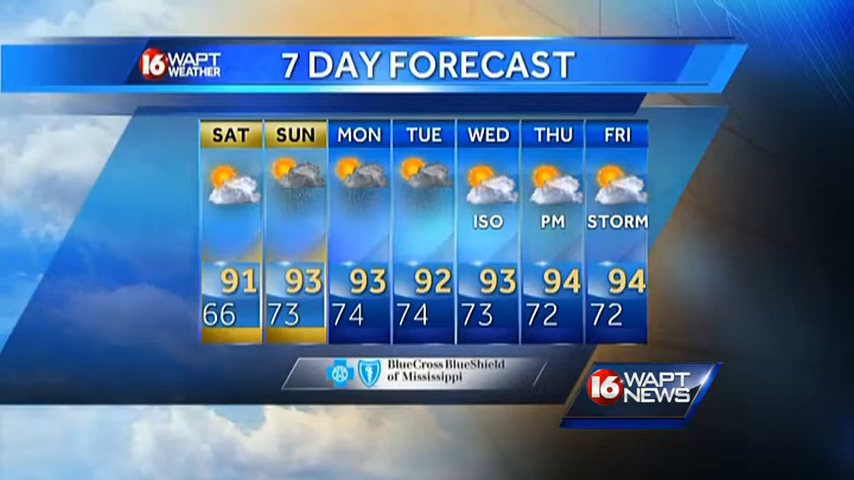 16 WAPT WEATHER
7 DAY FORECAST
SAT SUN MON TUE WED THU FRI
ISO PM STORM
91 93 93 92 93 94 94
66 73 74 74 73 72 72
BlueCross BlueShield
of Mississippi
16 WAPT
NEWS